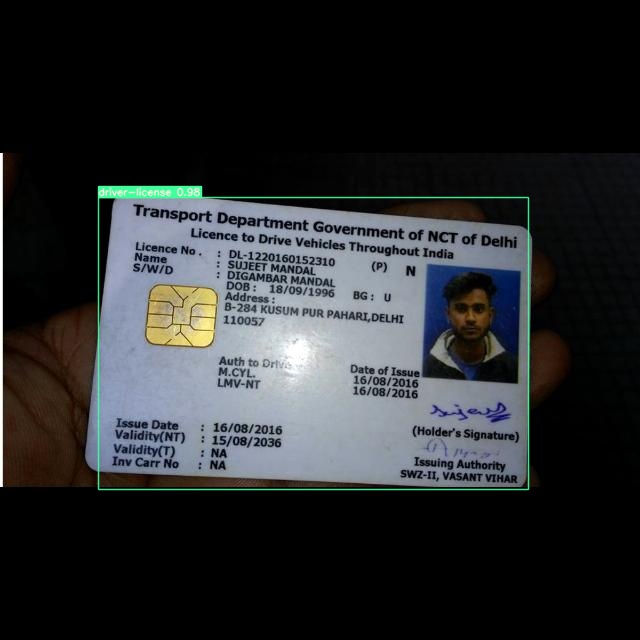 driver-license 0.98
Transport Department Government of NCT of Delhi
Licence to Drive Vehicles Throughout India
Licence No. : DL-1220160152310 (P) N
Name : SUJEET MANDAL
S/W/D : DIGAMBAR MANDAL
DOB : 18/09/1996 BG : U
Address :
B-284 KUSUM PUR PAHARI,DELHI
110057
Auth to Drive Date of Issue
M.CYL. 16/08/2016
LMV-NT 16/08/2016
Issue Date : 16/08/2016
Validity(NT) : 15/08/2036
Validity(T) : NA
Inv Carr No : NA
(Holder's Signature)
Issuing Authority
SWZ-II, VASANT VIHAR